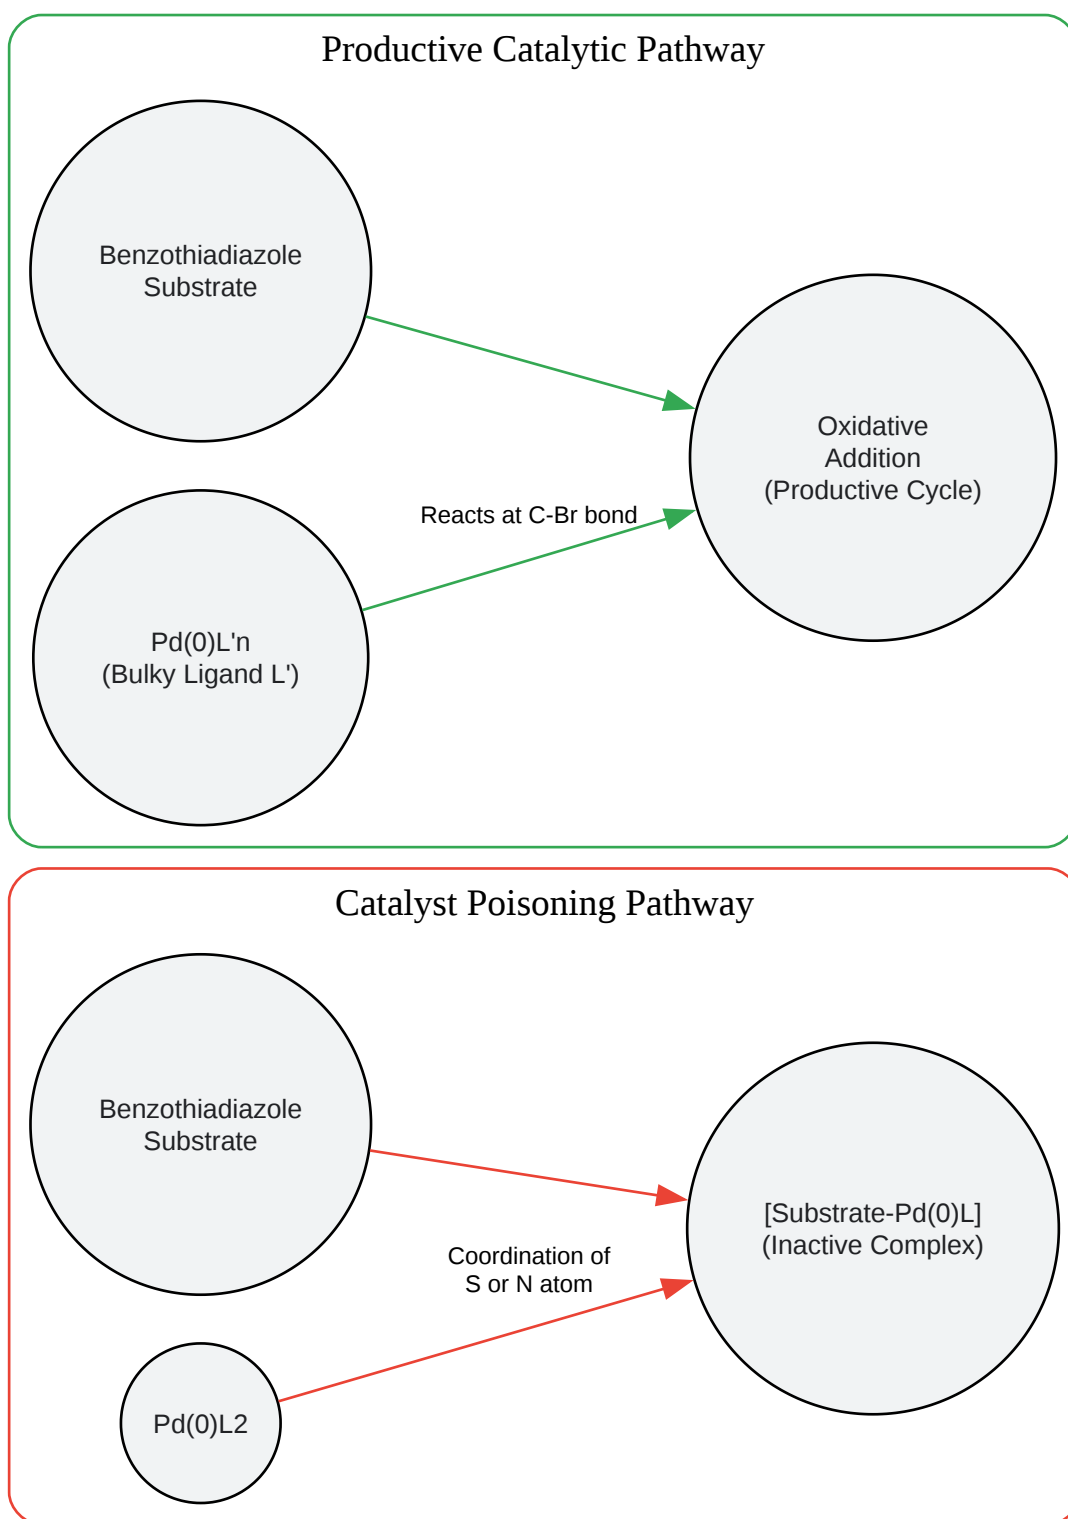 Productive Catalytic Pathway
Benzothiadiazole
Substrate
Oxidative
Addition
(Productive Cycle)
Reacts at C-Br bond
Pd(0)L'n
(Bulky Ligand L')
Catalyst Poisoning Pathway
Benzothiadiazole
Substrate
[Substrate-Pd(0)L]
(Inactive Complex)
Coordination of
S or N atom
Pd(0)L2